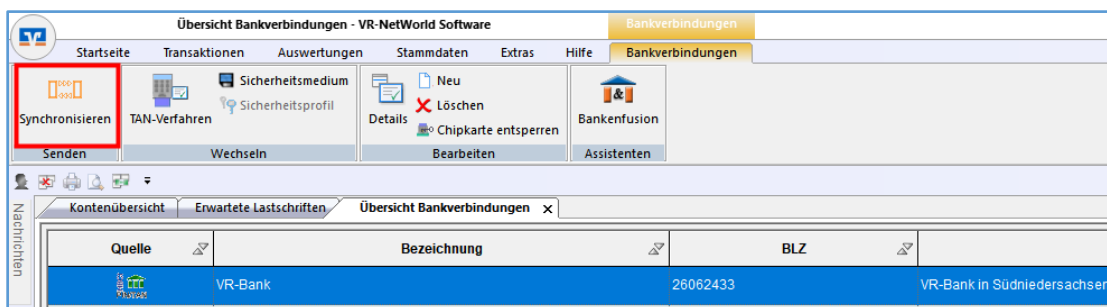 Übersicht Bankverbindungen - VR-NetWorld Software
Bankverbindungen
Startseite Transaktionen Auswertungen Stammdaten Extras Hilfe Bankverbindungen
Synchronisieren
Senden
TAN-Verfahren
Sicherheitsmedium
Sicherheitsprofil
Wechseln
Details
Neu
Löschen
Chipkarte entsperren
Bearbeiten
&
Bankenfusion
Assistenten
Nachrichten
Kontenübersicht Erwartete Lastschriften Übersicht Bankverbindungen x
Quelle Bezeichnung BLZ
VR-Bank 26062433 VR-Bank in Südniedersachsen